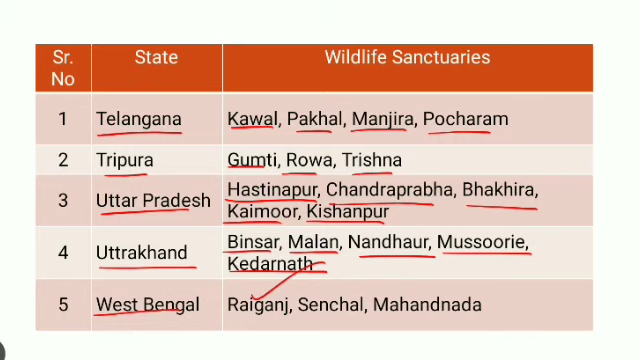 Sr. No State Wildlife Sanctuaries
1 Telangana Kawal, Pakhal, Manjira, Pocharam
2 Tripura Gumti, Rowa, Trishna
3 Uttar Pradesh Hastinapur, Chandraprabha, Bhakhira,
Kaimoor, Kishanpur
4 Uttrakhand Binsar, Malan, Nandhaur, Mussoorie,
Kedarnath
5 West Bengal Raiganj, Senchal, Mahandnada